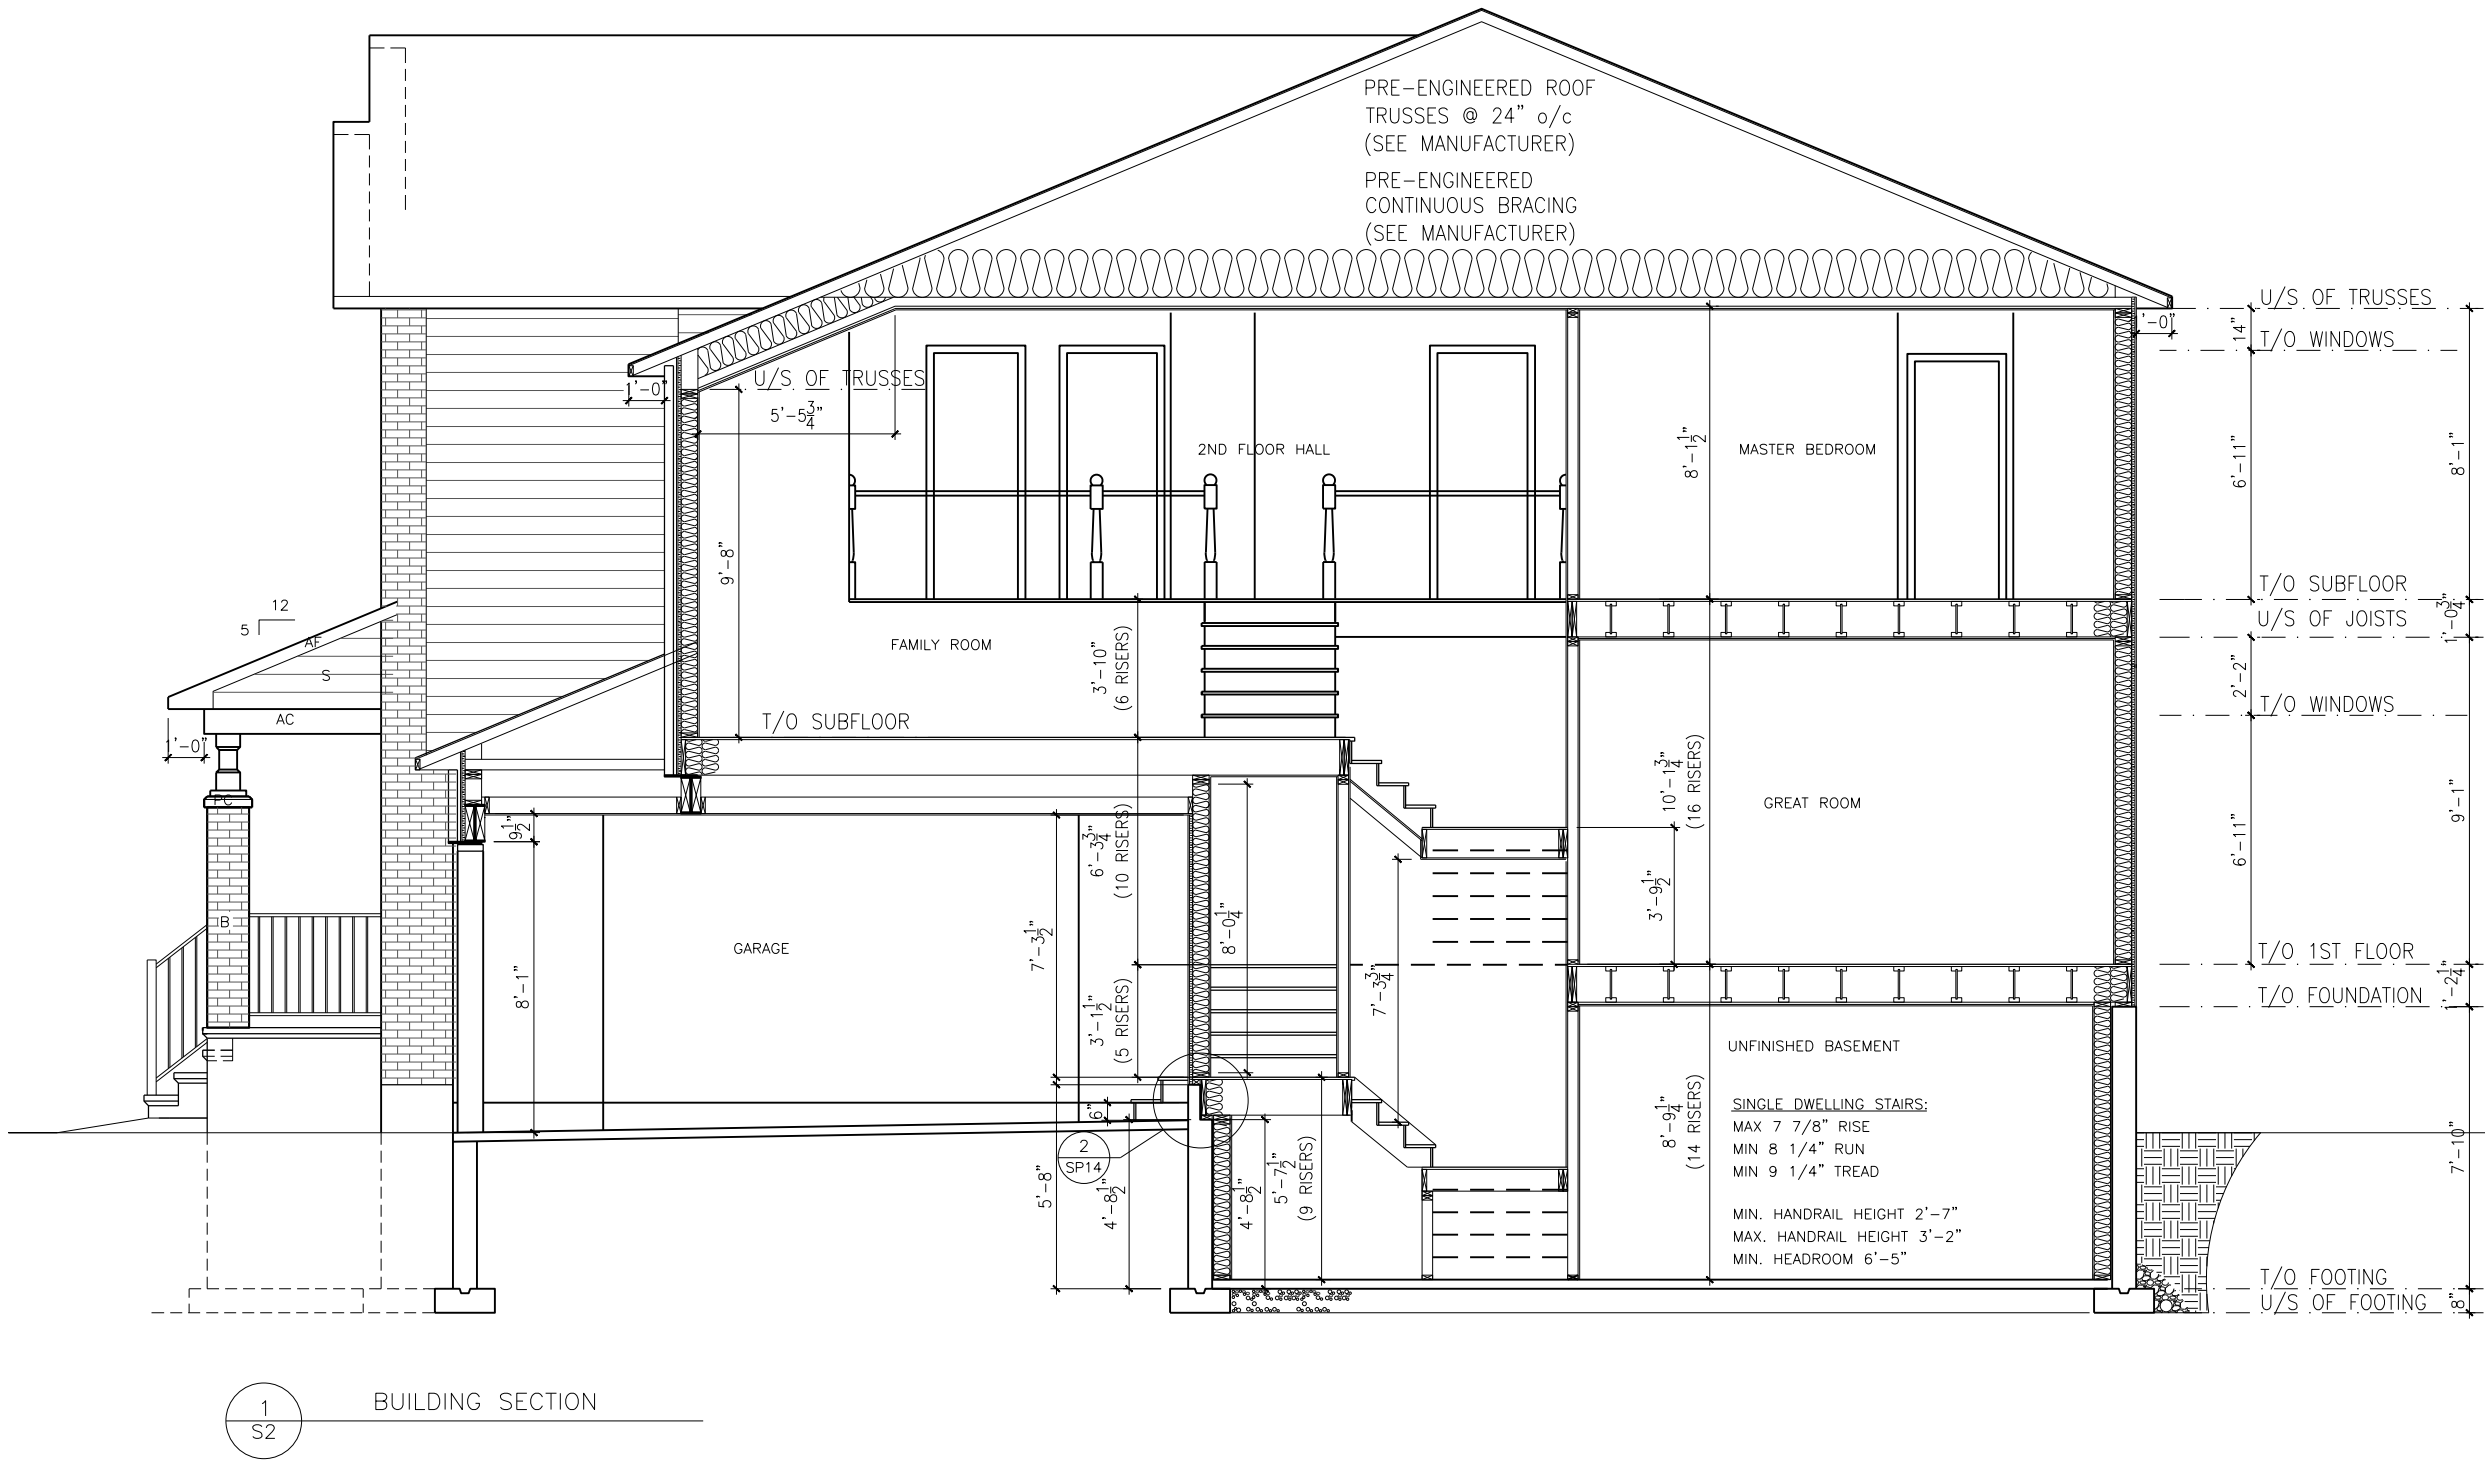 PRE-ENGINEERED ROOF
TRUSSES @ 24" o/c
(SEE MANUFACTURER)
PRE-ENGINEERED
CONTINUOUS BRACING
(SEE MANUFACTURER)
U/S OF TRUSSES
1'-0"
14"
T/O WINDOWS
6'-11"
8'-1"
U/S OF TRUSSES
1'-0"
5'-5 3/4"
2ND FLOOR HALL
8'-1 1/2"
MASTER BEDROOM
9'-8"
T/O SUBFLOOR
1'-0 3/4"
U/S OF JOISTS
12
5
AF
S
AC
1'-0"
PC
B
FAMILY ROOM
3'-10"
(6 RISERS)
2'-2"
T/O WINDOWS
T/O SUBFLOOR
10'-1 3/4"
(16 RISERS)
GREAT ROOM
6'-11"
9'-1"
9 1/2"
6'-3 3/4"
(10 RISERS)
3'-9 1/2"
8'-0 1/4"
7'-3 1/2"
GARAGE
8'-1"
7'-3 3/4"
T/O 1ST FLOOR
1'-2 1/4"
T/O FOUNDATION
3'-1 1/2"
(5 RISERS)
UNFINISHED BASEMENT
SINGLE DWELLING STAIRS:
MAX 7 7/8" RISE
MIN 8 1/4" RUN
MIN 9 1/4" TREAD
MIN. HANDRAIL HEIGHT 2'-7"
MAX. HANDRAIL HEIGHT 3'-2"
MIN. HEADROOM 6'-5"
8'-9 1/4"
(14 RISERS)
6"
2
SP14
5'-8"
4'-8 1/2"
4'-8 1/2"
5'-7 1/2"
(9 RISERS)
7'-10"
T/O FOOTING
U/S OF FOOTING
8"
1
S2
BUILDING SECTION